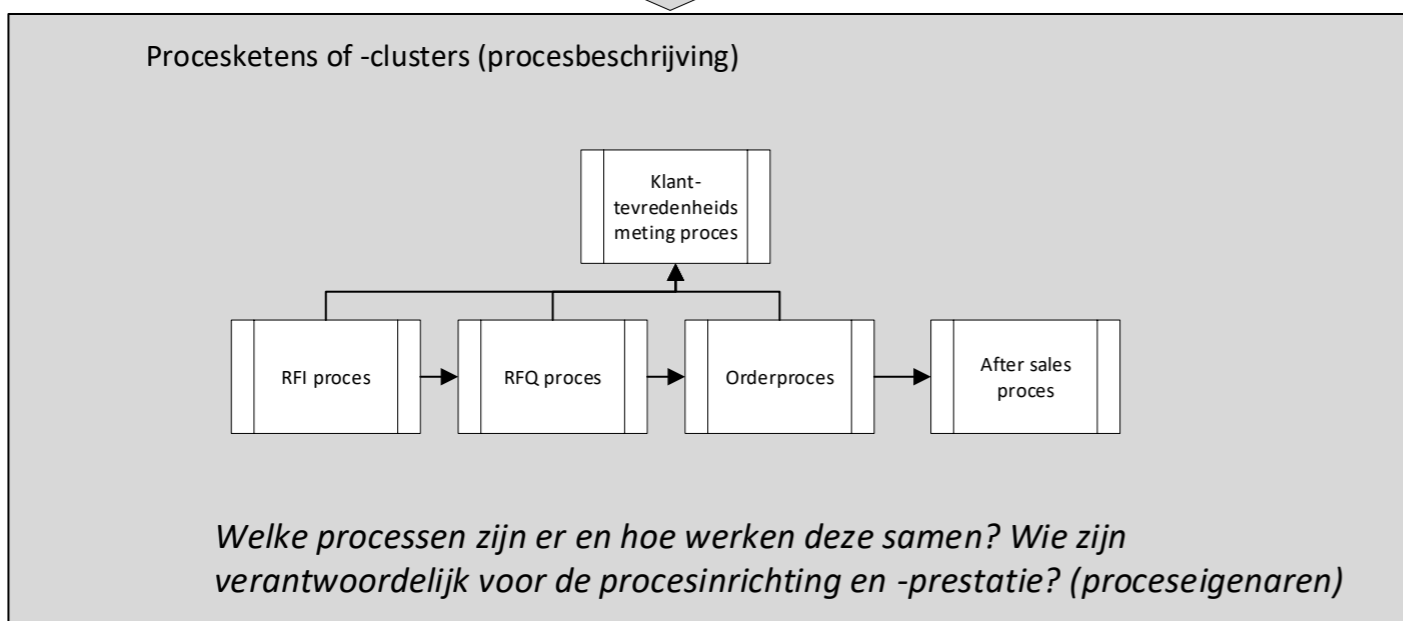 Procesketens of -clusters (procesbeschrijving)
Klant-
tevredenheids
meting proces
RFI proces
RFQ proces
Orderproces
After sales
proces
Welke processen zijn er en hoe werken deze samen? Wie zijn
verantwoordelijk voor de procesinrichting en -prestatie? (proceseigenaren)